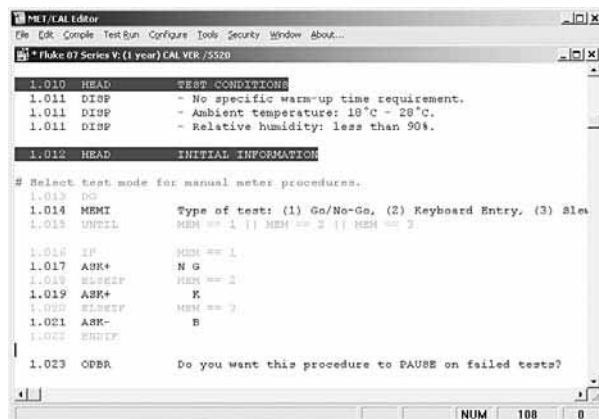 MET/CAL Editor
File Edit Compile Test Run Configure Tools Security Window About...
* Fluke 87 Series V: (1 year) CAL VER /5520
1.010 HEAD TEST CONDITIONS
1.011 DISP - No specific warm-up time requirement.
1.011 DISP - Ambient temperature: 18°C - 28°C.
1.011 DISP - Relative humidity: less than 90%.
1.012 HEAD INITIAL INFORMATION
# Select test mode for manual meter procedures.
1.013 DO
1.014 MEMI Type of test: (1) Go/No-Go, (2) Keyboard Entry, (3) Slew
1.015 UNTIL MEM == 1 || MEM == 2 || MEM == 3
1.016 IF MEM == 1
1.017 ASK+ N G
1.018 ELSEIF MEM == 2
1.019 ASK+ K
1.020 ELSEIF MEM == 3
1.021 ASK- B
1.022 ENDIF
1.023 OPBR Do you want this procedure to PAUSE on failed tests?
NUM 108 0